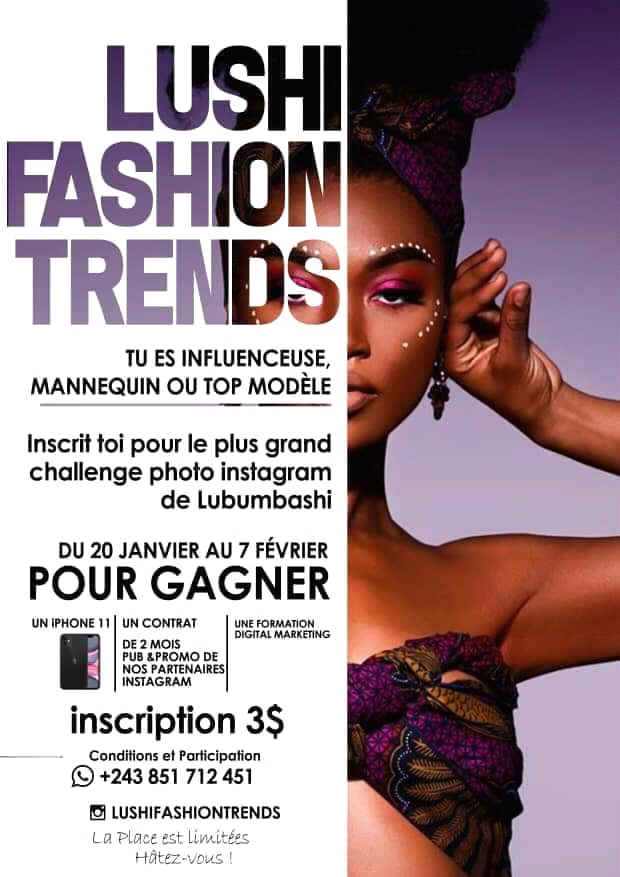 LUSHI
FASHION
TRENDS
TU ES INFLUENCEUSE,
MANNEQUIN OU TOP MODÈLE
Inscrit toi pour le plus grand
challenge photo instagram
de Lubumbashi
DU 20 JANVIER AU 7 FÉVRIER
POUR GAGNER
UN iPHONE 11
UN CONTRAT
DE 2 MOIS
PUB &PROMO DE
NOS PARTENAIRES
INSTAGRAM
UNE FORMATION
DIGITAL MARKETING
inscription 3$
Conditions et Participation
+243 851 712 451
LUSHIFASHIONTRENDS
La Place est limitées
Hâtez-vous !